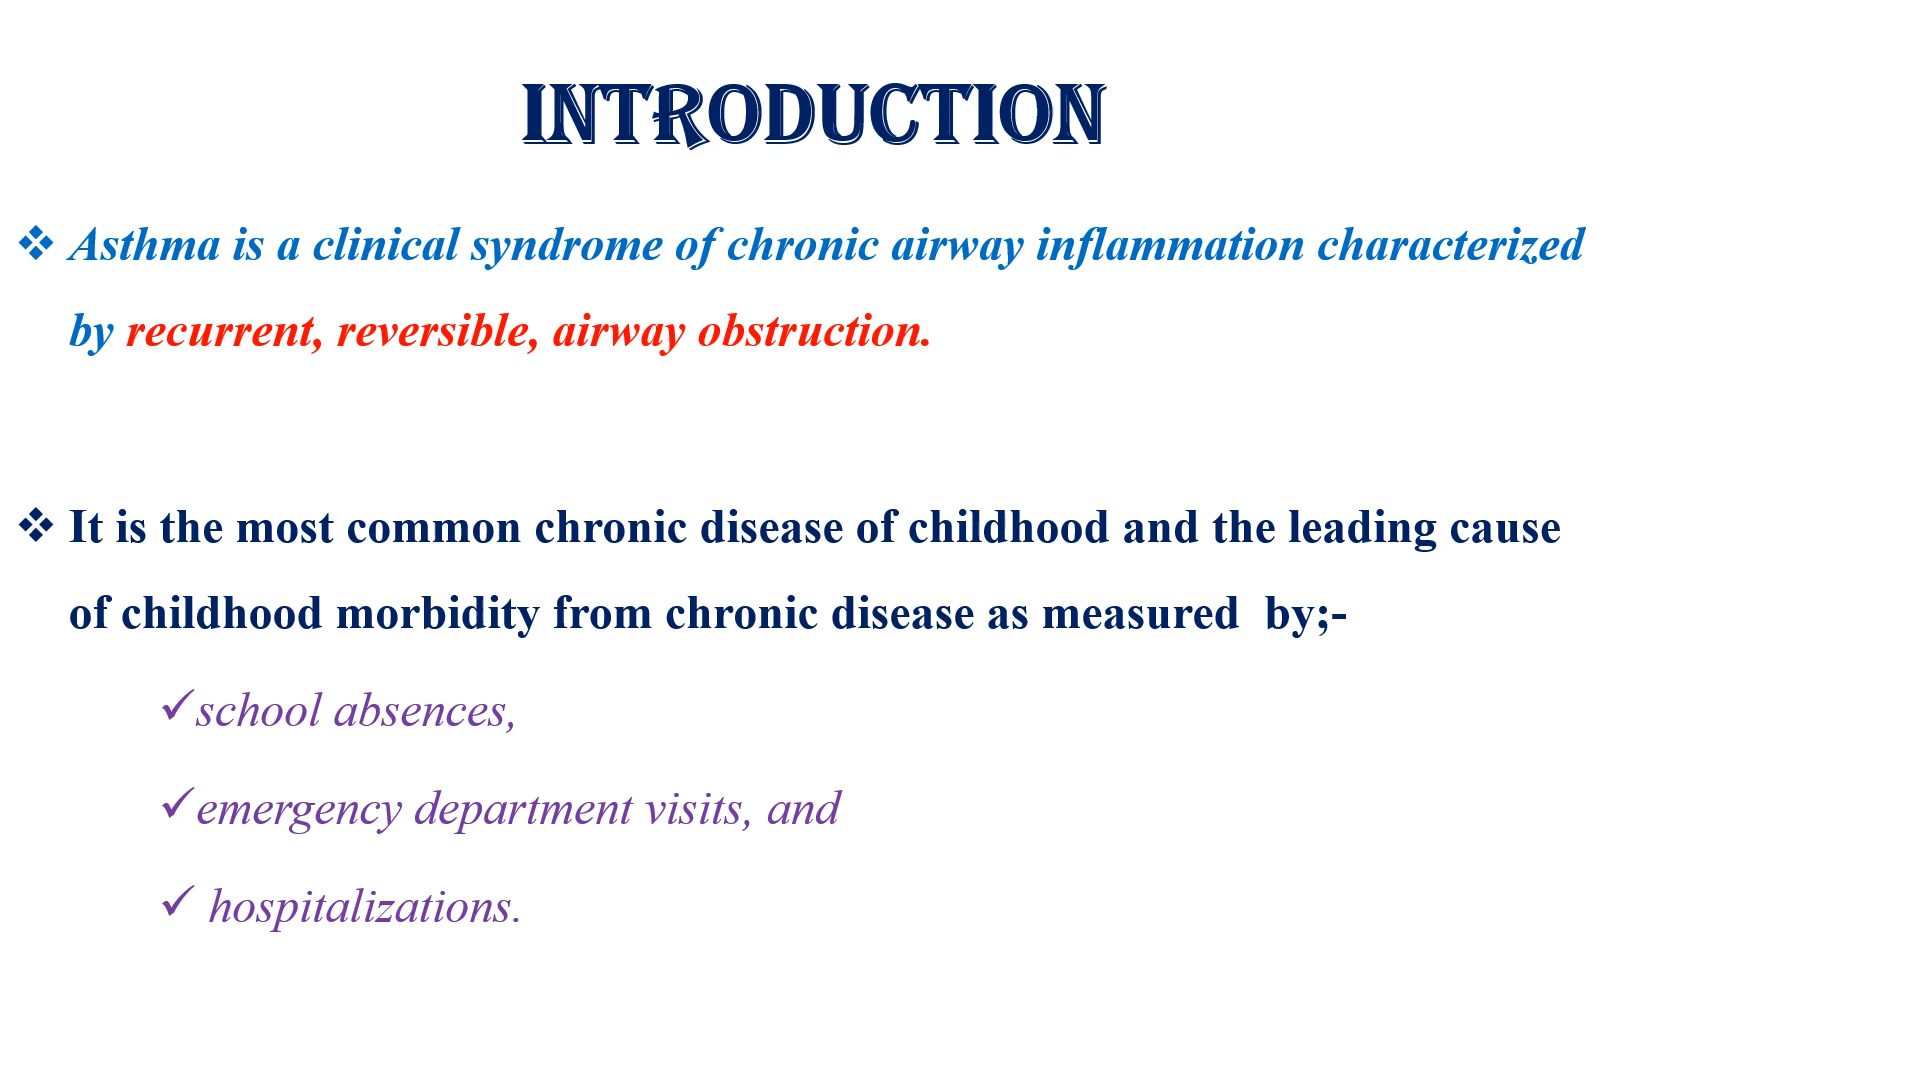 INTRODUCTION
❖ Asthma is a clinical syndrome of chronic airway inflammation characterized
by recurrent, reversible, airway obstruction.
❖ It is the most common chronic disease of childhood and the leading cause
of childhood morbidity from chronic disease as measured  by;-
✓school absences,
✓emergency department visits, and
✓ hospitalizations.